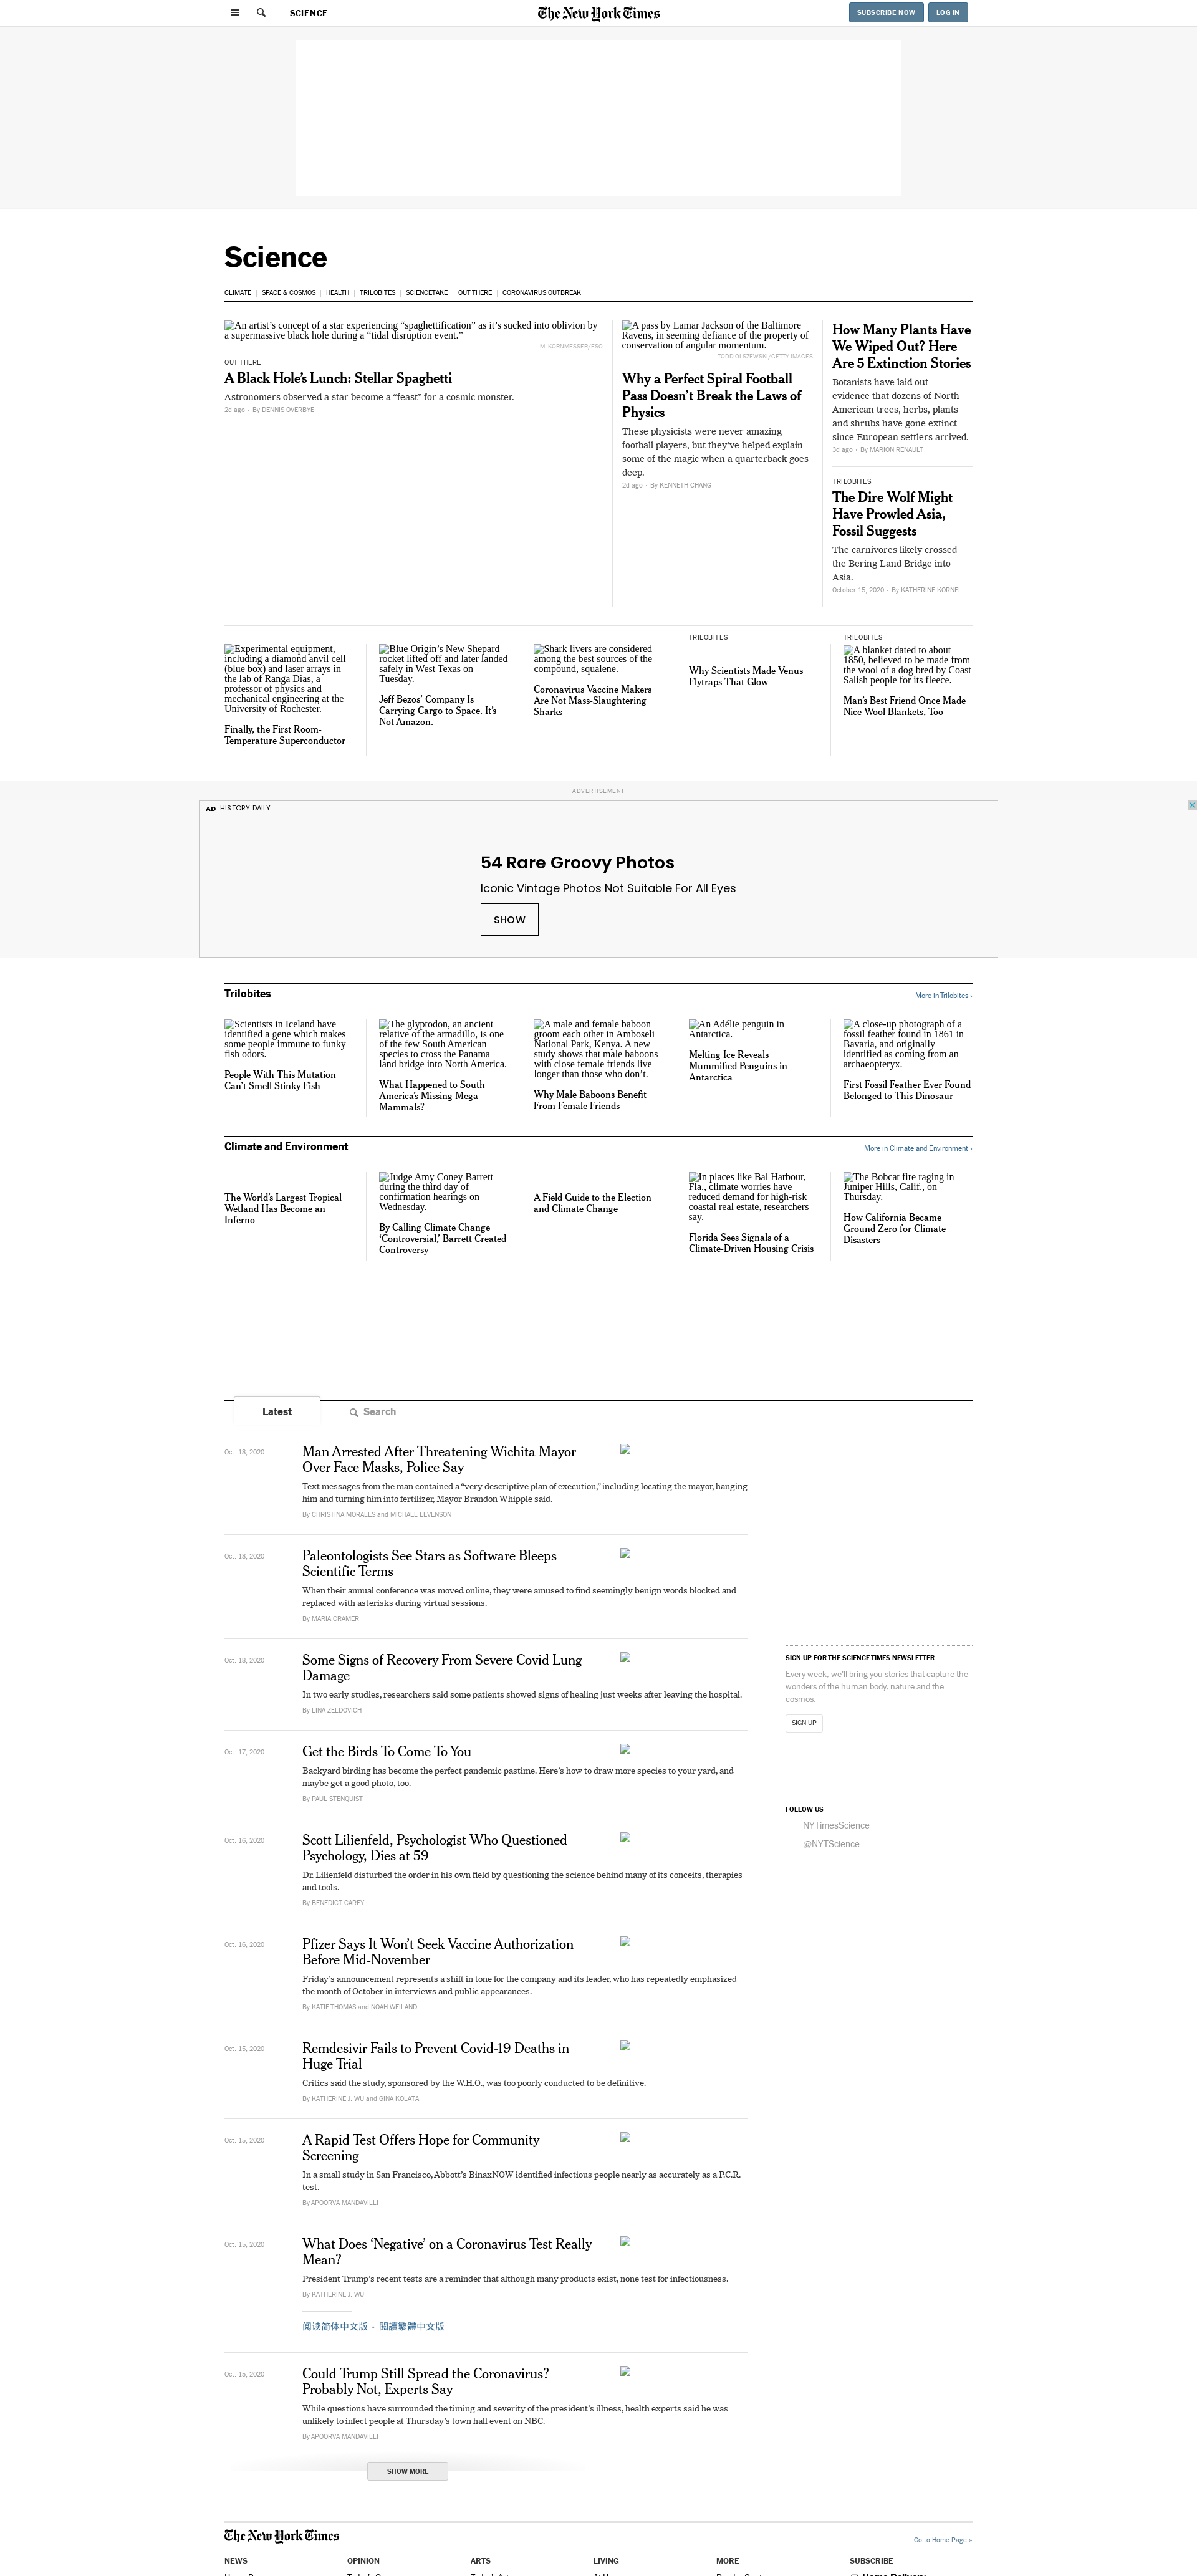 SCIENCE
The New York Times
SUBSCRIBE NOW
LOG IN
Science
CLIMATE
SPACE & COSMOS
HEALTH
TRILOBITES
SCIENCETAKE
OUT THERE
CORONAVIRUS OUTBREAK
An artist's concept of a star experiencing “spaghettification” as it’s sucked into oblivion by
a supermassive black hole during a “tidal disruption event.”
M. KORNMESSER/ESO
OUT THERE
A Black Hole’s Lunch: Stellar Spaghetti
Astronomers observed a star become a “feast” for a cosmic monster.
2d ago • By DENNIS OVERBYE
A pass by Lamar Jackson of the Baltimore
Ravens, in seeming defiance of the property of
conservation of angular momentum.
TODD OLSZEWSKI/GETTY IMAGES
Why a Perfect Spiral Football
Pass Doesn’t Break the Laws of
Physics
These physicists were never amazing
football players, but they’ve helped explain
some of the magic when a quarterback goes
deep.
2d ago • By KENNETH CHANG
How Many Plants Have
We Wiped Out? Here
Are 5 Extinction Stories
Botanists have laid out
evidence that dozens of North
American trees, herbs, plants
and shrubs have gone extinct
since European settlers arrived.
3d ago • By MARION RENAULT
TRILOBITES
The Dire Wolf Might
Have Prowled Asia,
Fossil Suggests
The carnivores likely crossed
the Bering Land Bridge into
Asia.
October 15, 2020 • By KATHERINE KORNEI
Experimental equipment,
including a diamond anvil cell
(blue box) and laser arrays in
the lab of Ranga Dias, a
professor of physics and
mechanical engineering at the
University of Rochester.
Finally, the First Room-
Temperature Superconductor
Blue Origin’s New Shepard
rocket lifted off and later landed
safely in West Texas on
Tuesday.
Jeff Bezos’ Company Is
Carrying Cargo to Space. It’s
Not Amazon.
Shark livers are considered
among the best sources of the
compound, squalene.
Coronavirus Vaccine Makers
Are Not Mass-Slaughtering
Sharks
TRILOBITES
Why Scientists Made Venus
Flytraps That Glow
TRILOBITES
A blanket dated to about
1850, believed to be made from
the wool of a dog bred by Coast
Salish people for its fleece.
Man’s Best Friend Once Made
Nice Wool Blankets, Too
ADVERTISEMENT
AD HISTORY DAILY
54 Rare Groovy Photos
Iconic Vintage Photos Not Suitable For All Eyes
SHOW
Trilobites
More in Trilobites ›
Scientists in Iceland have
identified a gene which makes
some people immune to funky
fish odors.
People With This Mutation
Can’t Smell Stinky Fish
The glyptodon, an ancient
relative of the armadillo, is one
of the few South American
species to cross the Panama
land bridge into North America.
What Happened to South
America’s Missing Mega-
Mammals?
A male and female baboon
groom each other in Amboseli
National Park, Kenya. A new
study shows that male baboons
with close female friends live
longer than those who don’t.
Why Male Baboons Benefit
From Female Friends
An Adélie penguin in
Antarctica.
Melting Ice Reveals
Mummified Penguins in
Antarctica
A close-up photograph of a
fossil feather found in 1861 in
Bavaria, and originally
identified as coming from an
archaeopteryx.
First Fossil Feather Ever Found
Belonged to This Dinosaur
Climate and Environment
More in Climate and Environment ›
The World’s Largest Tropical
Wetland Has Become an
Inferno
Judge Amy Coney Barrett
during the third day of
confirmation hearings on
Wednesday.
By Calling Climate Change
‘Controversial,’ Barrett Created
Controversy
A Field Guide to the Election
and Climate Change
In places like Bal Harbour,
Fla., climate worries have
reduced demand for high-risk
coastal real estate, researchers
say.
Florida Sees Signals of a
Climate-Driven Housing Crisis
The Bobcat fire raging in
Juniper Hills, Calif., on
Thursday.
How California Became
Ground Zero for Climate
Disasters
Latest
Search
Oct. 18, 2020
Man Arrested After Threatening Wichita Mayor
Over Face Masks, Police Say
Text messages from the man contained a “very descriptive plan of execution,” including locating the mayor, hanging
him and turning him into fertilizer, Mayor Brandon Whipple said.
By CHRISTINA MORALES and MICHAEL LEVENSON
Oct. 18, 2020
Paleontologists See Stars as Software Bleeps
Scientific Terms
When their annual conference was moved online, they were amused to find seemingly benign words blocked and
replaced with asterisks during virtual sessions.
By MARIA CRAMER
Oct. 18, 2020
Some Signs of Recovery From Severe Covid Lung
Damage
In two early studies, researchers said some patients showed signs of healing just weeks after leaving the hospital.
By LINA ZELDOVICH
Oct. 17, 2020
Get the Birds To Come To You
Backyard birding has become the perfect pandemic pastime. Here’s how to draw more species to your yard, and
maybe get a good photo, too.
By PAUL STENQUIST
Oct. 16, 2020
Scott Lilienfeld, Psychologist Who Questioned
Psychology, Dies at 59
Dr. Lilienfeld disturbed the order in his own field by questioning the science behind many of its conceits, therapies
and tools.
By BENEDICT CAREY
Oct. 16, 2020
Pfizer Says It Won’t Seek Vaccine Authorization
Before Mid-November
Friday’s announcement represents a shift in tone for the company and its leader, who has repeatedly emphasized
the month of October in interviews and public appearances.
By KATIE THOMAS and NOAH WEILAND
Oct. 15, 2020
Remdesivir Fails to Prevent Covid-19 Deaths in
Huge Trial
Critics said the study, sponsored by the W.H.O., was too poorly conducted to be definitive.
By KATHERINE J. WU and GINA KOLATA
Oct. 15, 2020
A Rapid Test Offers Hope for Community
Screening
In a small study in San Francisco, Abbott’s BinaxNOW identified infectious people nearly as accurately as a P.C.R.
test.
By APOORVA MANDAVILLI
Oct. 15, 2020
What Does ‘Negative’ on a Coronavirus Test Really
Mean?
President Trump’s recent tests are a reminder that although many products exist, none test for infectiousness.
By KATHERINE J. WU
阅读简体中文版 • 閱讀繁體中文版
Oct. 15, 2020
Could Trump Still Spread the Coronavirus?
Probably Not, Experts Say
While questions have surrounded the timing and severity of the president’s illness, health experts said he was
unlikely to infect people at Thursday’s town hall event on NBC.
By APOORVA MANDAVILLI
SHOW MORE
SIGN UP FOR THE SCIENCE TIMES NEWSLETTER
Every week, we'll bring you stories that capture the
wonders of the human body, nature and the
cosmos.
SIGN UP
FOLLOW US
NYTimesScience
@NYTScience
The New York Times
Go to Home Page »
NEWS
OPINION
ARTS
LIVING
MORE
SUBSCRIBE